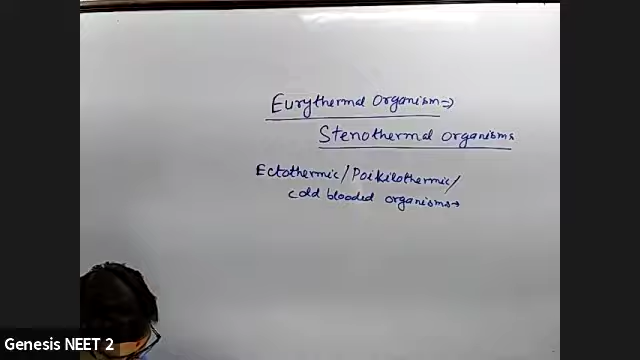 Eurythermal Organism⇒
Stenothermal Organisms
Ectothermic/Poikilothermic/
cold blooded organisms→
Genesis NEET 2